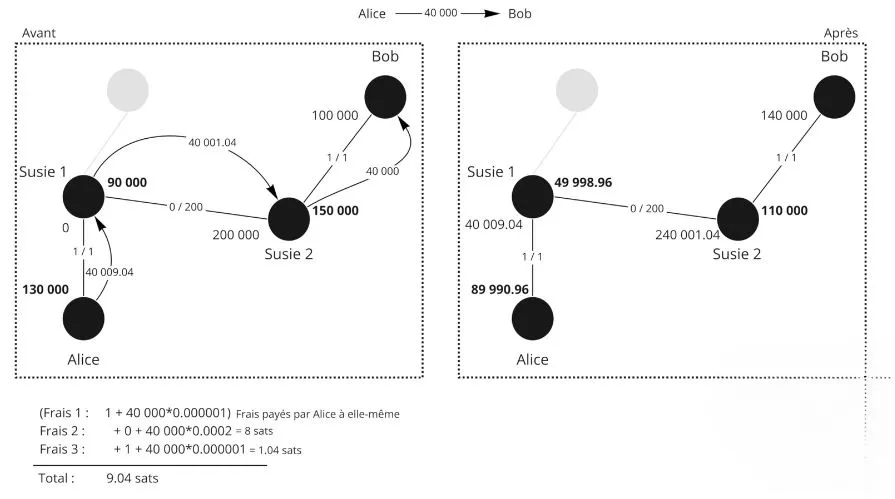 Alice 40 000 Bob
Avant
Après
Bob
100 000
40 001.04
1 / 1
40 000
Susie 1
90 000
0 / 200
150 000
0
200 000
Susie 2
1 / 1
40 009.04
130 000
Alice
Bob
140 000
1 / 1
Susie 1
49 998.96
0 / 200
110 000
40 009.04
240 001.04
Susie 2
1 / 1
89 990.96
Alice
(Frais 1 : 1 + 40 000*0.000001) Frais payés par Alice à elle-même
Frais 2 : + 0 + 40 000*0.0002 = 8 sats
Frais 3 : + 1 + 40 000*0.000001 = 1.04 sats
Total : 9.04 sats